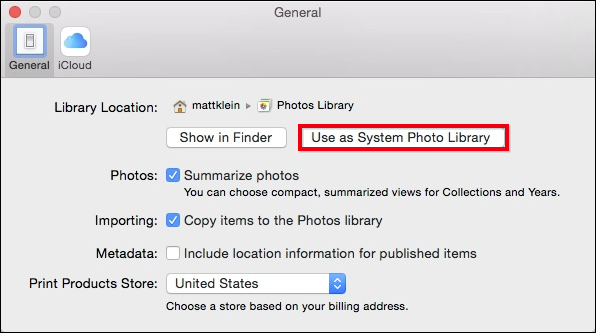 General
General iCloud
Library Location: mattklein ▸ Photos Library
Show in Finder Use as System Photo Library
Photos: Summarize photos
You can choose compact, summarized views for Collections and Years.
Importing: Copy items to the Photos library
Metadata: Include location information for published items
Print Products Store: United States
Choose a store based on your billing address.